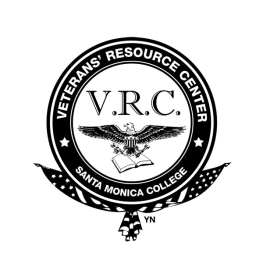 VETERANS' RESOURCE CENTER
V.R.C.
SANTA MONICA COLLEGE
YN